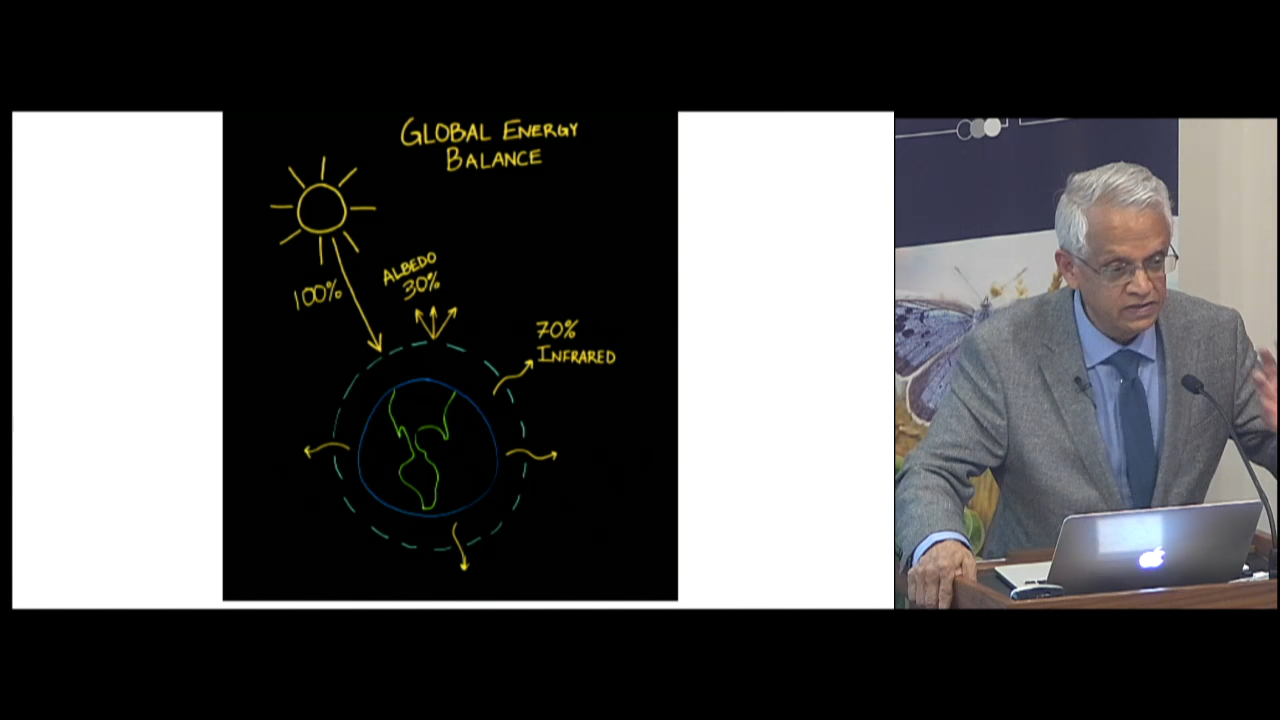 GLOBAL ENERGY
BALANCE
100%
ALBEDO
30%
70%
INFRARED